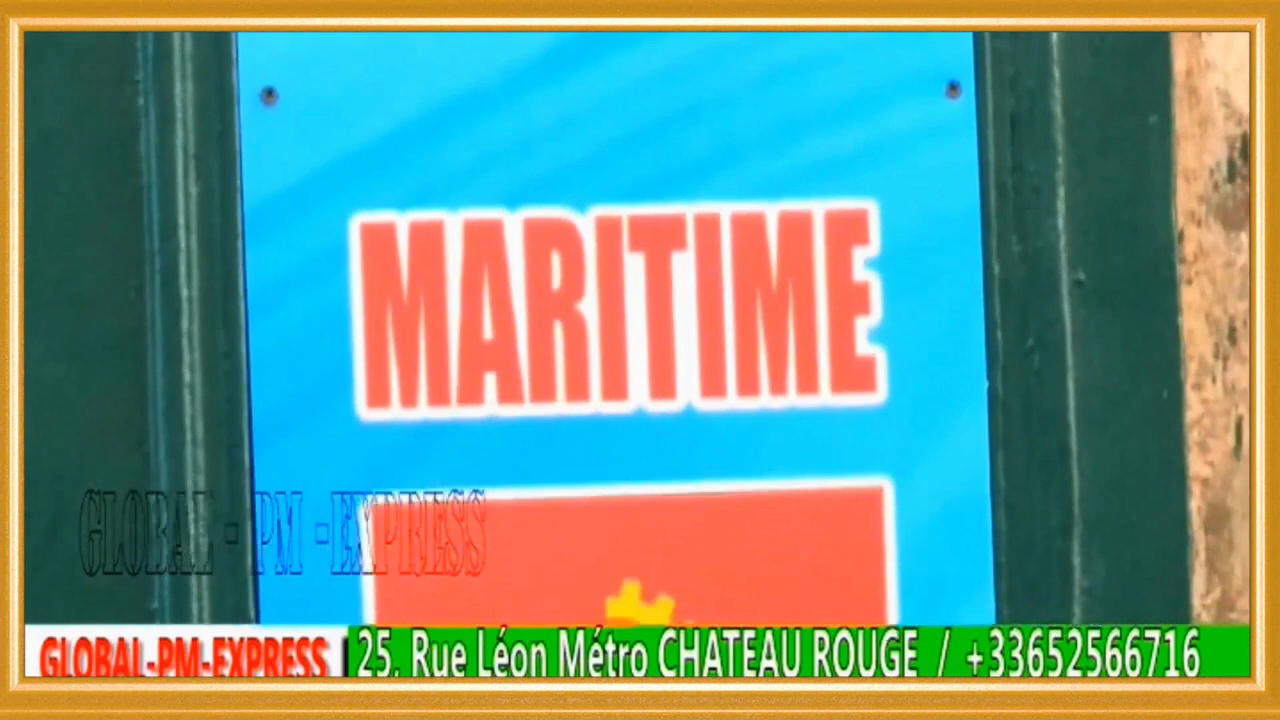 MARITIME
GLOBAL - PM -EXPRESS
GLOBAL-PM-EXPRESS 25, Rue Léon Métro CHATEAU ROUGE / +33652566716